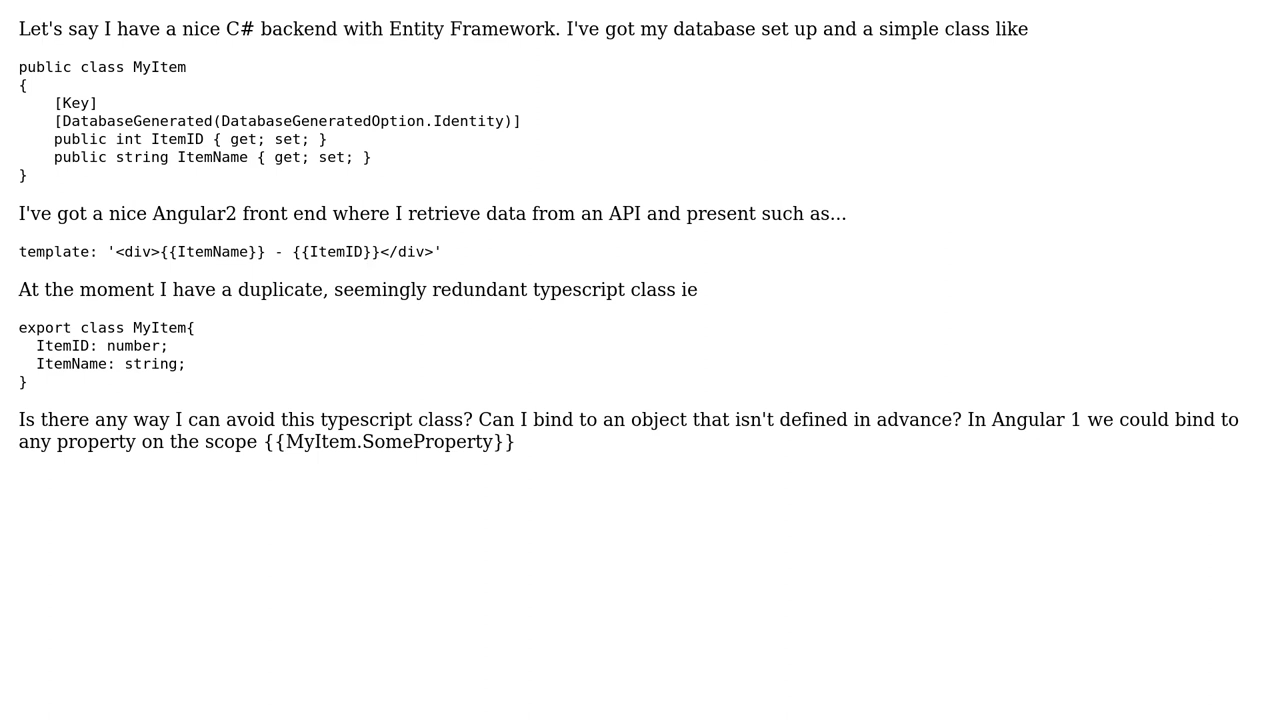 Let's say I have a nice C# backend with Entity Framework. I've got my database set up and a simple class like
public class MyItem
{
    [Key]
    [DatabaseGenerated(DatabaseGeneratedOption.Identity)]
    public int ItemID { get; set; }
    public string ItemName { get; set; }
}
I've got a nice Angular2 front end where I retrieve data from an API and present such as...
template: '<div>{{ItemName}} - {{ItemID}}</div>'
At the moment I have a duplicate, seemingly redundant typescript class ie
export class MyItem{
  ItemID: number;
  ItemName: string;
}
Is there any way I can avoid this typescript class? Can I bind to an object that isn't defined in advance? In Angular 1 we could bind to
any property on the scope {{MyItem.SomeProperty}}